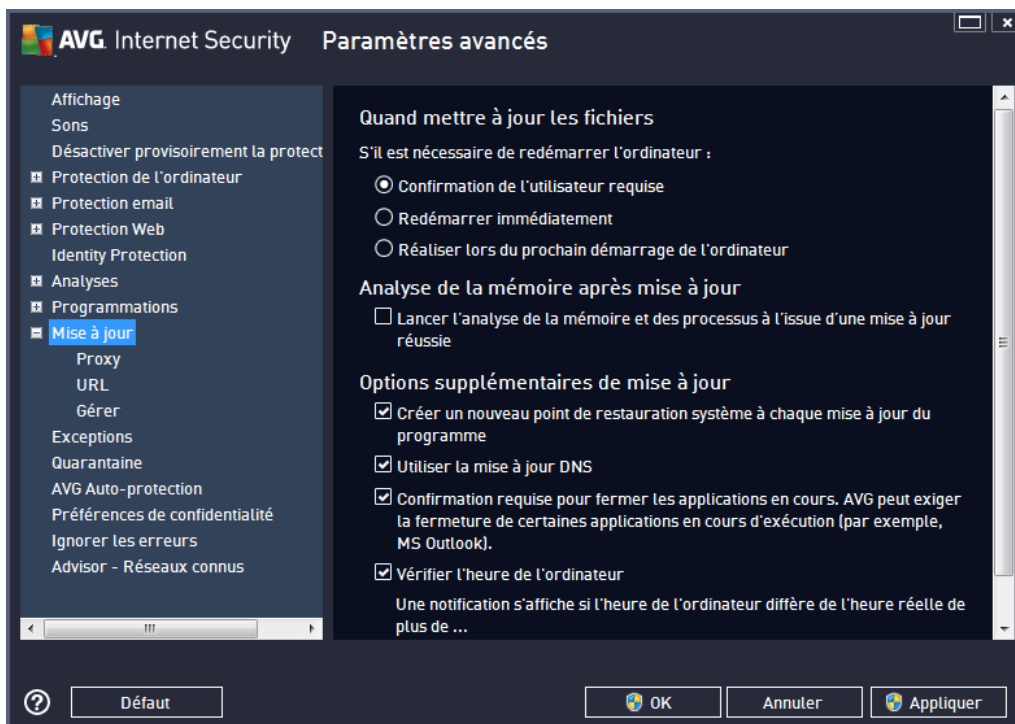 AVG. Internet Security Paramètres avancés
Affichage
Sons
Désactiver provisoirement la protect
Protection de l'ordinateur
Protection email
Protection Web
Identity Protection
Analyses
Programmations
Mise à jour
Proxy
URL
Gérer
Exceptions
Quarantaine
AVG Auto-protection
Préférences de confidentialité
Ignorer les erreurs
Advisor - Réseaux connus
Quand mettre à jour les fichiers
S'il est nécessaire de redémarrer l'ordinateur :
Confirmation de l'utilisateur requise
Redémarrer immédiatement
Réaliser lors du prochain démarrage de l'ordinateur
Analyse de la mémoire après mise à jour
Lancer l'analyse de la mémoire et des processus à l'issue d'une mise à jour
réussie
Options supplémentaires de mise à jour
Créer un nouveau point de restauration système à chaque mise à jour du
programme
Utiliser la mise à jour DNS
Confirmation requise pour fermer les applications en cours. AVG peut exiger
la fermeture de certaines applications en cours d'exécution (par exemple,
MS Outlook).
Vérifier l'heure de l'ordinateur
Une notification s'affiche si l'heure de l'ordinateur diffère de l'heure réelle de
plus de ...
? Défaut OK Annuler Appliquer